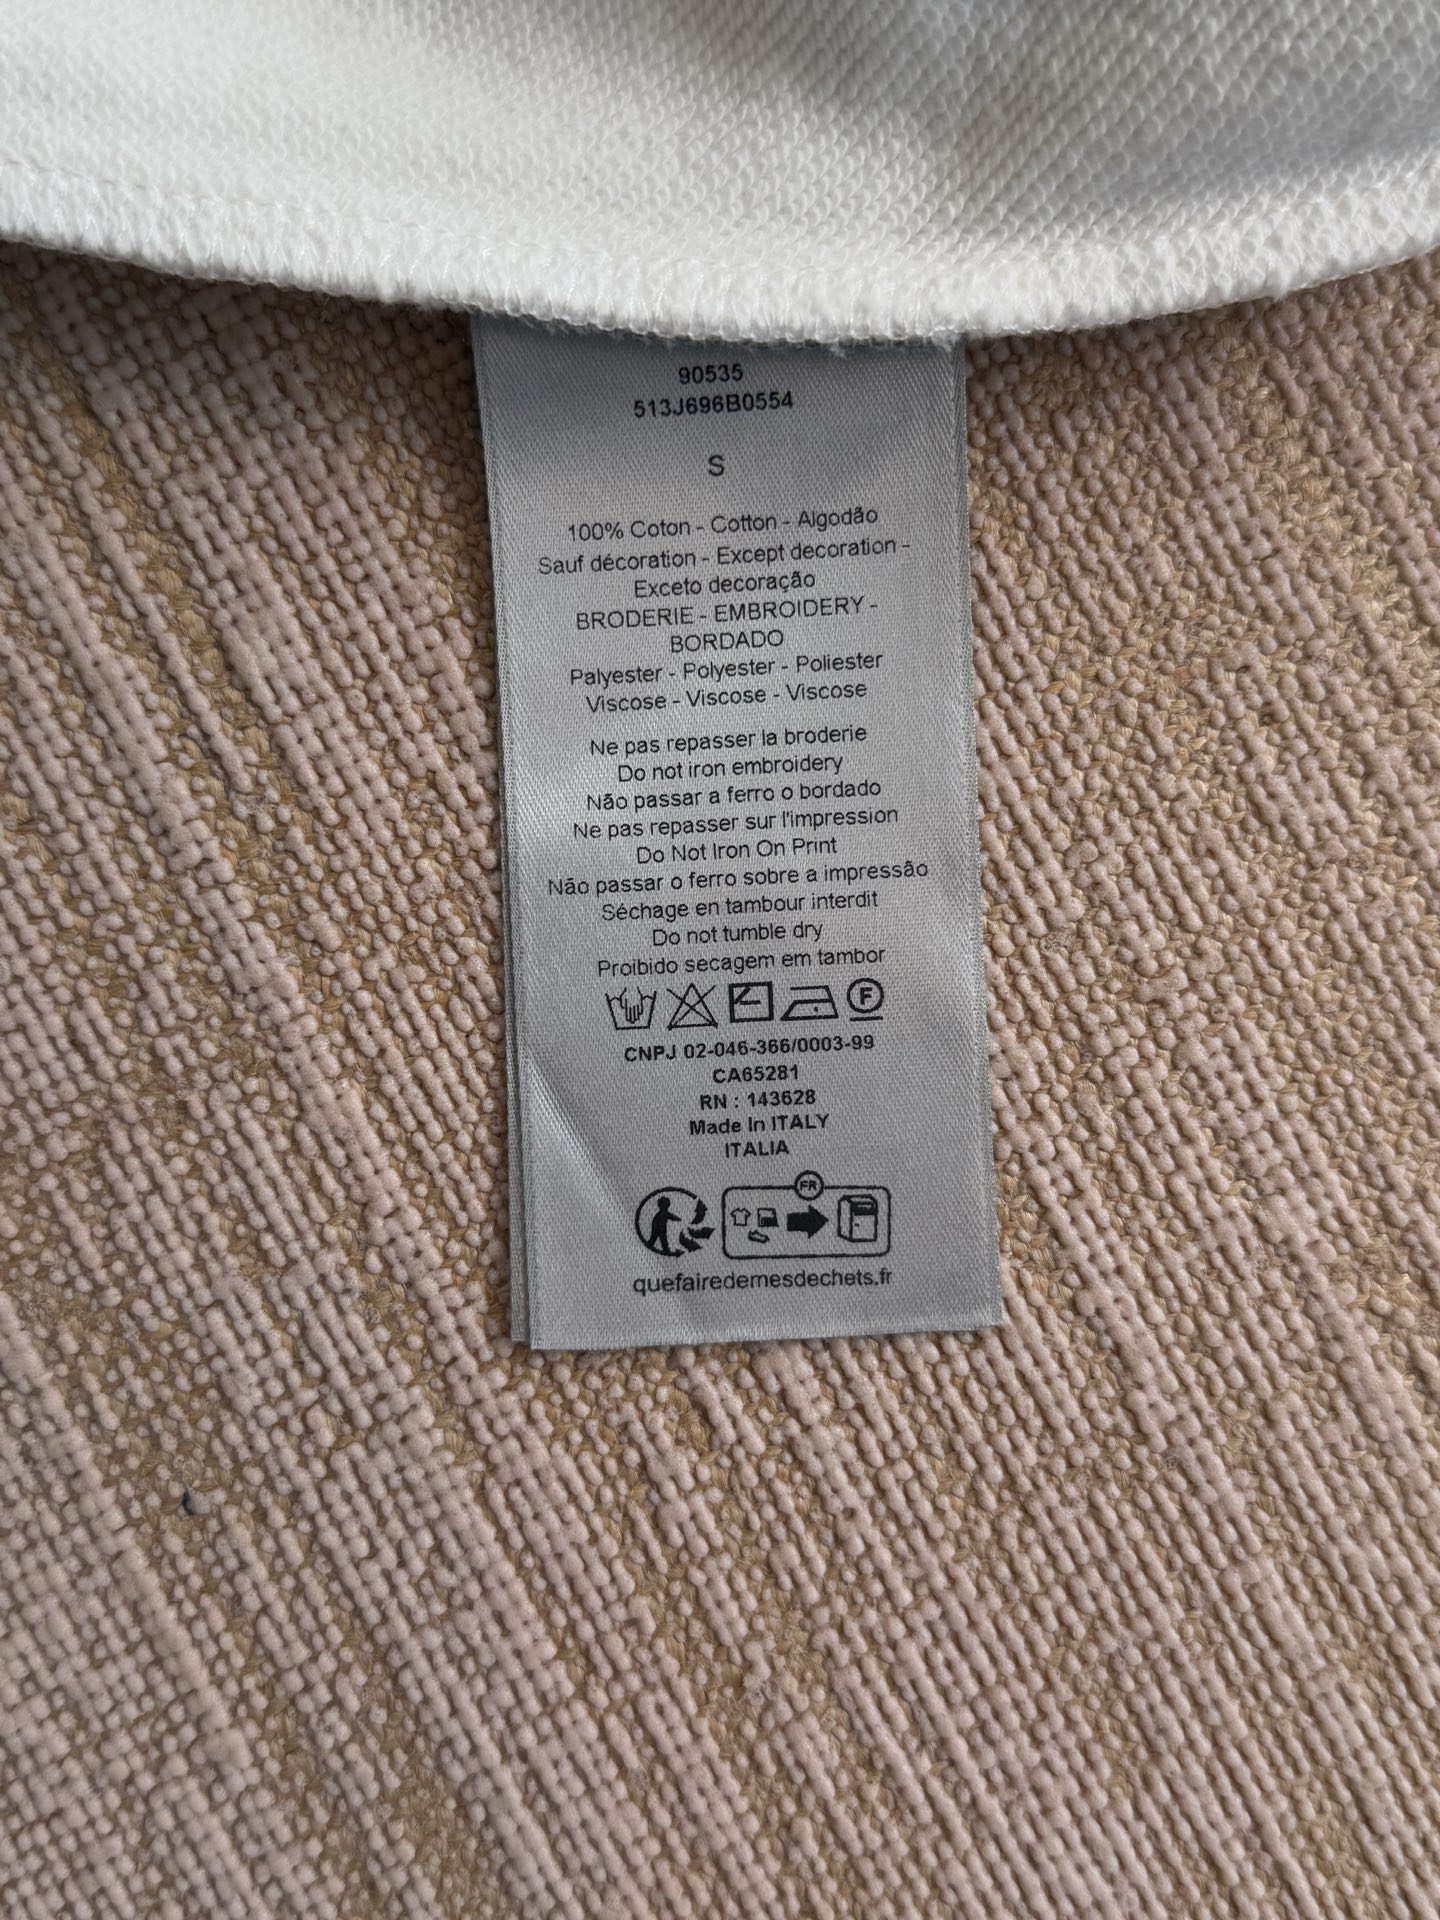 90535
513J696B0554
S
100% Coton - Cotton - Algodão
Sauf décoration - Except decoration -
Exceto decoração
BRODERIE - EMBROIDERY -
BORDADO
Palyester - Polyester - Poliester
Viscose - Viscose - Viscose
Ne pas repasser la broderie
Do not iron embroidery
Não passar a ferro o bordado
Ne pas repasser sur l'impression
Do Not Iron On Print
Não passar o ferro sobre a impressão
Séchage en tambour interdit
Do not tumble dry
Proibido secagem em tambor
F
CNPJ 02-046-366/0003-99
CA65281
RN : 143628
Made In ITALY
ITALIA
FR
quefairedemesdechets.fr